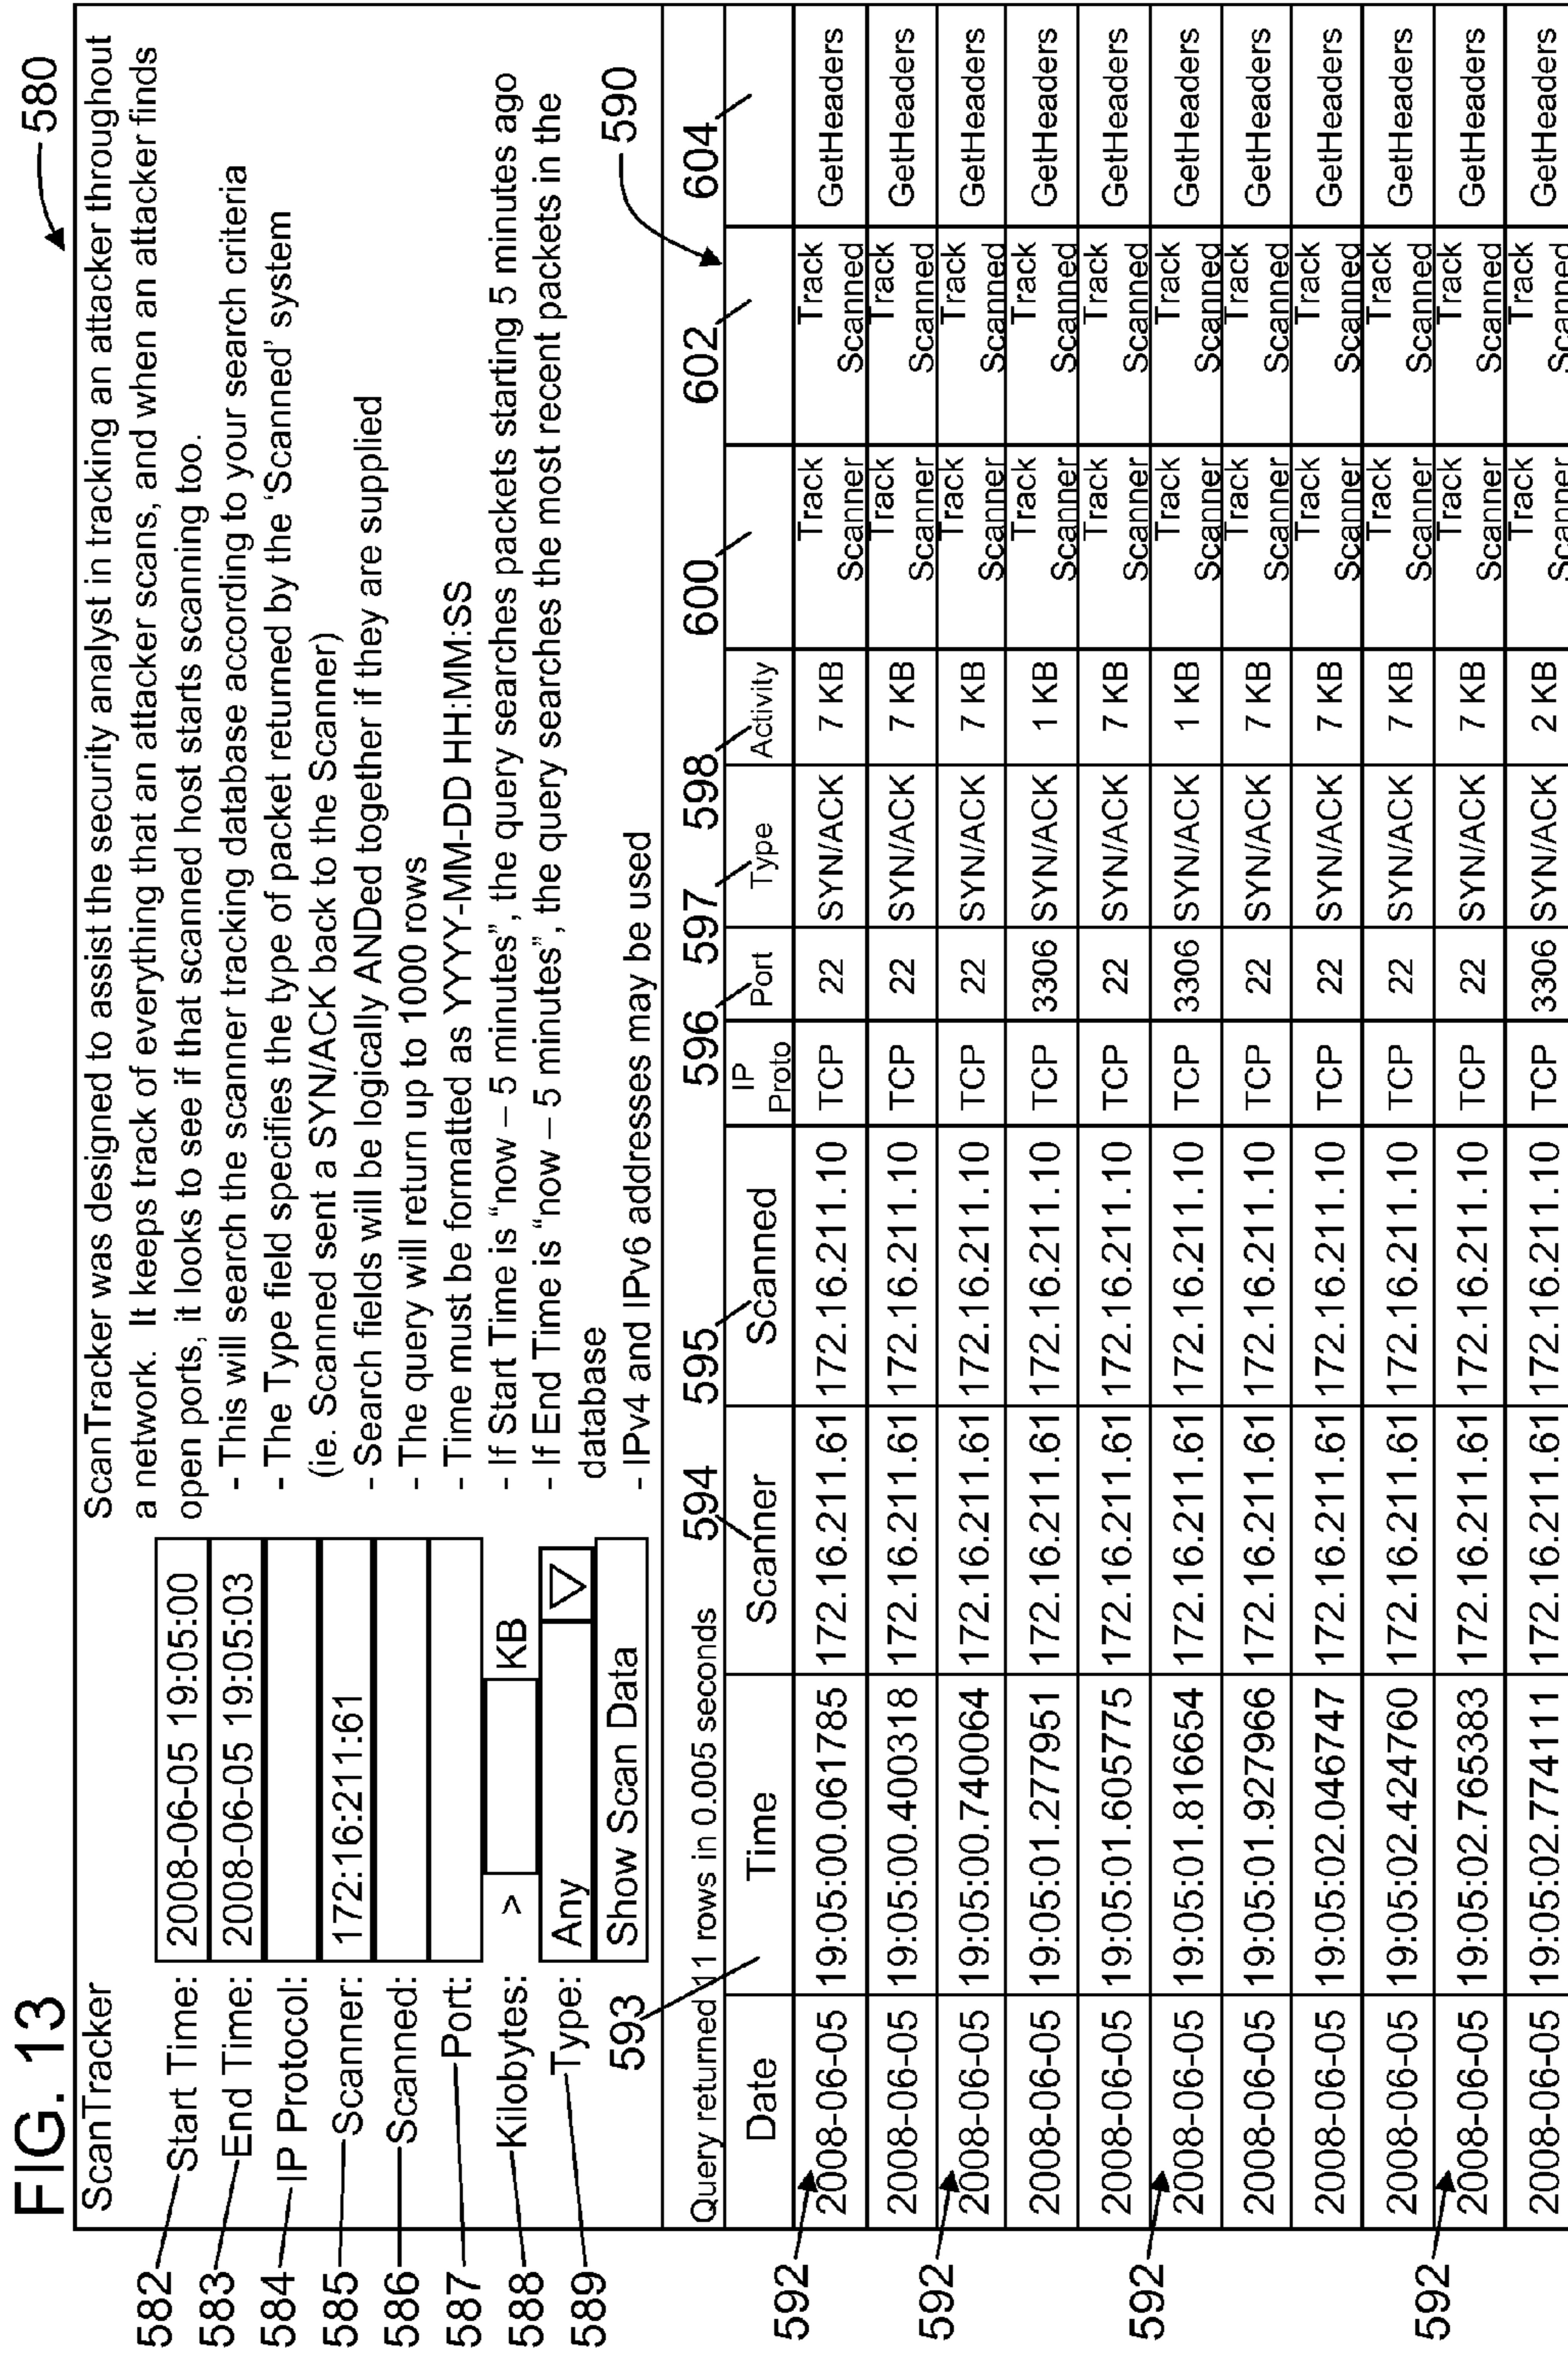 FIG. 13
580
ScanTracker
582 Start Time: 2008-06-05 19:05:00
583 End Time: 2008-06-05 19:05:03
584 IP Protocol:
585 Scanner: 172:16:211:61
586 Scanned:
587 Port:
588 Kilobytes: > KB
589 Type: Any
Show Scan Data
ScanTracker was designed to assist the security analyst in tracking an attacker throughout
a network. It keeps track of everything that an attacker scans, and when an attacker finds
open ports, it looks to see if that scanned host starts scanning too.
- This will search the scanner tracking database according to your search criteria
- The Type field specifies the type of packet returned by the ‘Scanned’ system
(ie. Scanned sent a SYN/ACK back to the Scanner)
- Search fields will be logically ANDed together if they are supplied
- The query will return up to 1000 rows
- Time must be formatted as YYYY-MM-DD HH:MM:SS
- If Start Time is “now – 5 minutes”, the query searches packets starting 5 minutes ago
- If End Time is “now – 5 minutes”, the query searches the most recent packets in the
database
- IPv4 and IPv6 addresses may be used
590
593 594 595 596 597 598 600 602 604
Query returned 11 rows in 0.005 seconds
Date Time Scanner Scanned IP Proto Port Type Activity
592 2008-06-05 19:05:00.061785 172.16.211.61 172.16.211.10 TCP 22 SYN/ACK 7 KB Track Scanner Track Scanned GetHeaders
2008-06-05 19:05:00.400318 172.16.211.61 172.16.211.10 TCP 22 SYN/ACK 7 KB Track Scanner Track Scanned GetHeaders
592 2008-06-05 19:05:00.740064 172.16.211.61 172.16.211.10 TCP 22 SYN/ACK 7 KB Track Scanner Track Scanned GetHeaders
2008-06-05 19:05:01.277951 172.16.211.61 172.16.211.10 TCP 3306 SYN/ACK 1 KB Track Scanner Track Scanned GetHeaders
2008-06-05 19:05:01.605775 172.16.211.61 172.16.211.10 TCP 22 SYN/ACK 7 KB Track Scanner Track Scanned GetHeaders
592 2008-06-05 19:05:01.816654 172.16.211.61 172.16.211.10 TCP 3306 SYN/ACK 1 KB Track Scanner Track Scanned GetHeaders
2008-06-05 19:05:01.927966 172.16.211.61 172.16.211.10 TCP 22 SYN/ACK 7 KB Track Scanner Track Scanned GetHeaders
2008-06-05 19:05:02.046747 172.16.211.61 172.16.211.10 TCP 22 SYN/ACK 7 KB Track Scanner Track Scanned GetHeaders
2008-06-05 19:05:02.424760 172.16.211.61 172.16.211.10 TCP 22 SYN/ACK 7 KB Track Scanner Track Scanned GetHeaders
592 2008-06-05 19:05:02.765383 172.16.211.61 172.16.211.10 TCP 22 SYN/ACK 7 KB Track Scanner Track Scanned GetHeaders
2008-06-05 19:05:02.774111 172.16.211.61 172.16.211.10 TCP 3306 SYN/ACK 2 KB Track Scanner Track Scanned GetHeaders